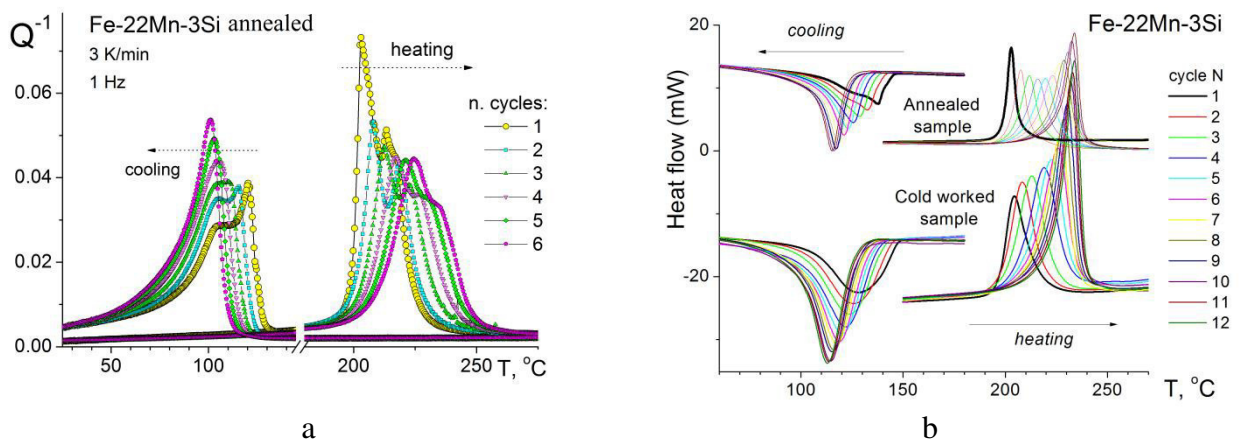 Fe-22Mn-3Si annealed
3 K/min
1 Hz
Q⁻¹
0.06
0.04
0.02
0.00
heating
cooling
n. cycles:
1
2
3
4
5
6
50
100
200
250
T, °C
a
Fe-22Mn-3Si
cooling
cycle N
1
2
3
4
5
6
7
8
9
10
11
12
Annealed
sample
Cold worked
sample
heating
Heat flow (mW)
20
0
-20
100
150
200
250
T, °C
b